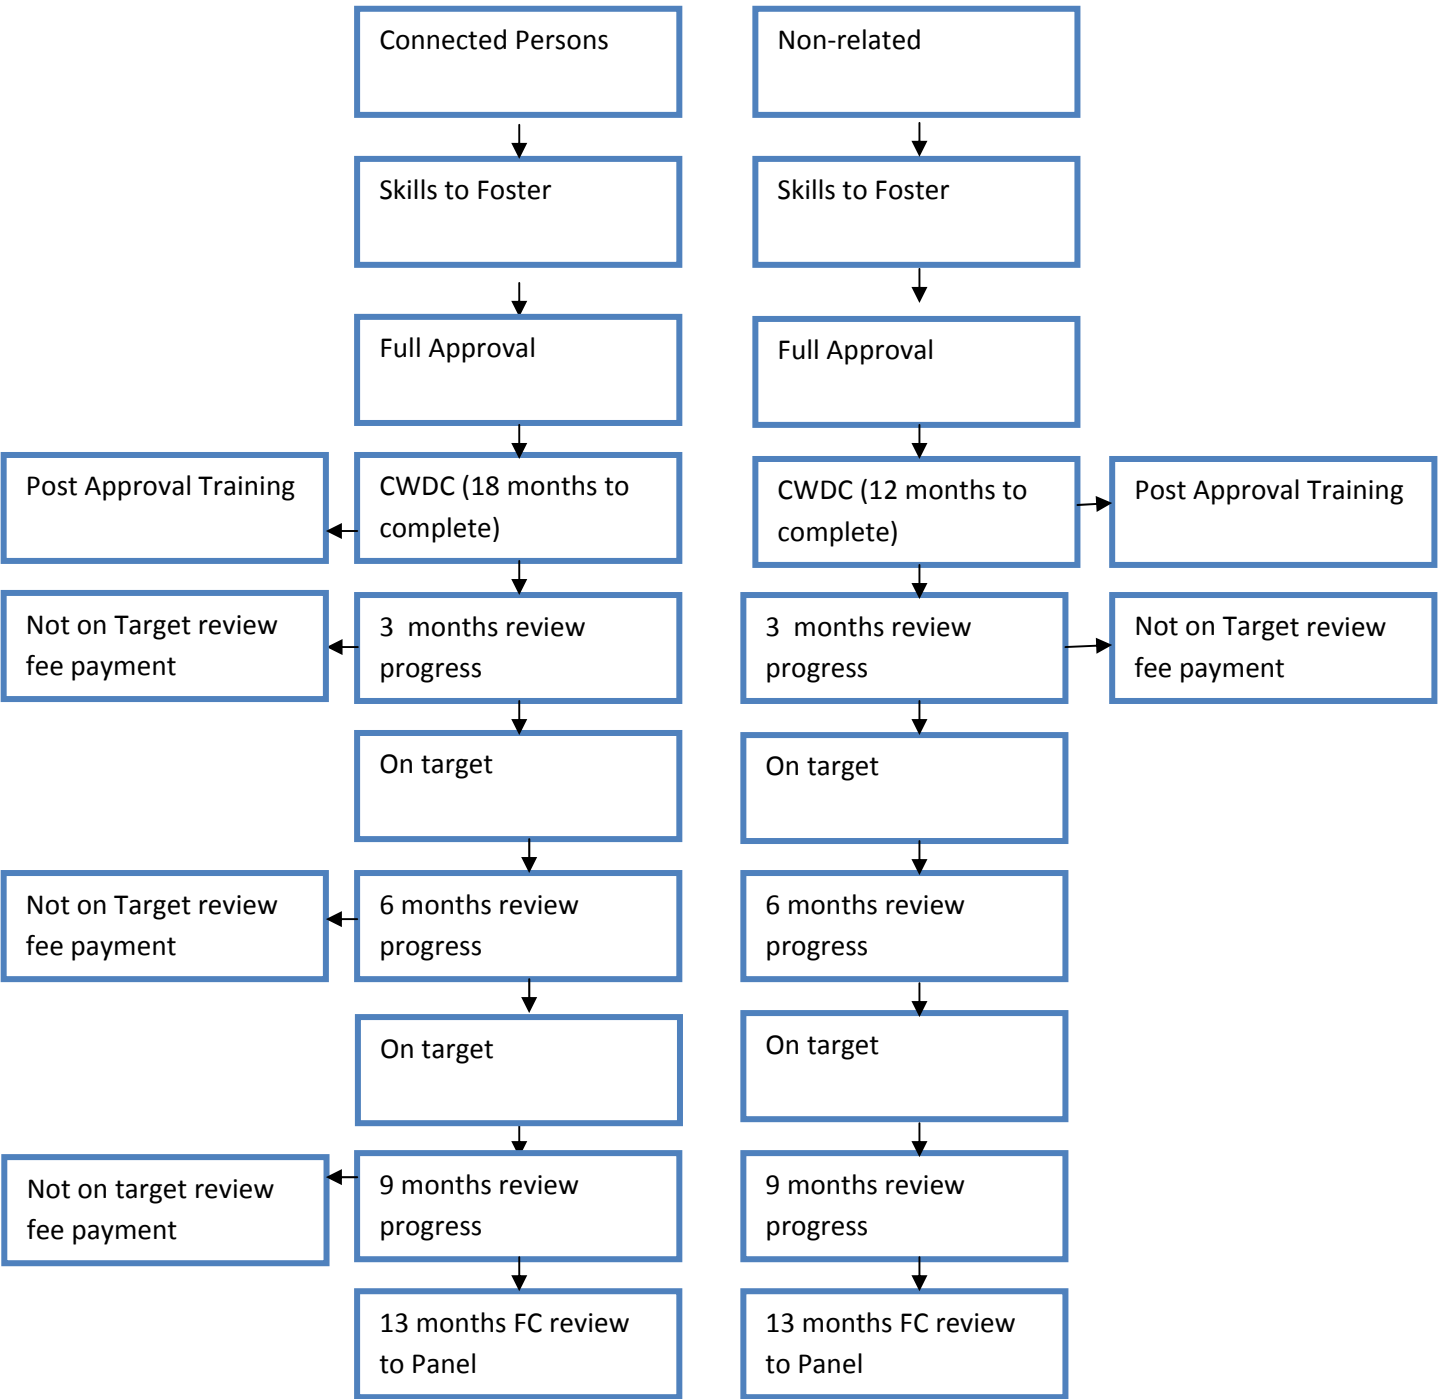 Connected Persons
Non-related
Skills to Foster
Skills to Foster
Full Approval
Full Approval
Post Approval Training
CWDC (18 months to
complete)
CWDC (12 months to
complete)
Post Approval Training
Not on Target review
fee payment
3  months review
progress
3  months review
progress
Not on Target review
fee payment
On target
On target
Not on Target review
fee payment
6 months review
progress
6 months review
progress
On target
On target
Not on target review
fee payment
9 months review
progress
9 months review
progress
13 months FC review
to Panel
13 months FC review
to Panel